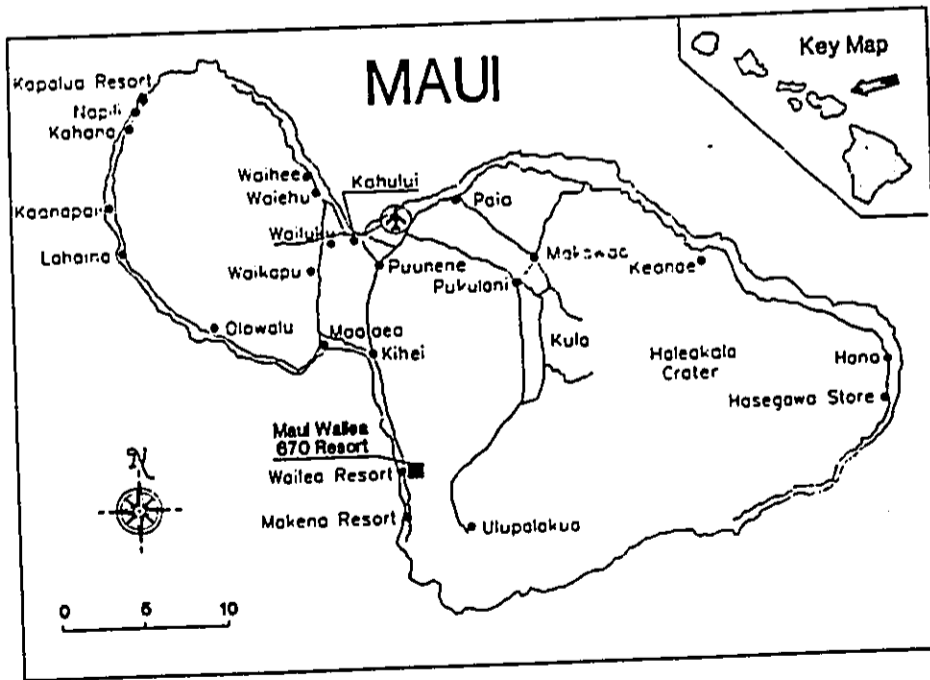 MAUI
Key Map
Kapalua Resort
Napili
Kahana
Kaanapali
Lahaina
Olowalu
Waihee
Waiehu
Kahului
Wailuku
Waikapu
Maalaea
Paia
Puunene
Pukulani
Makawao
Keanae
Kihei
Kula
Haleakala
Crater
Hana
Hasegawa Store
Maui Wailea
670 Resort
Wailea Resort
Makena Resort
Ulupalakua
N
0 5 10